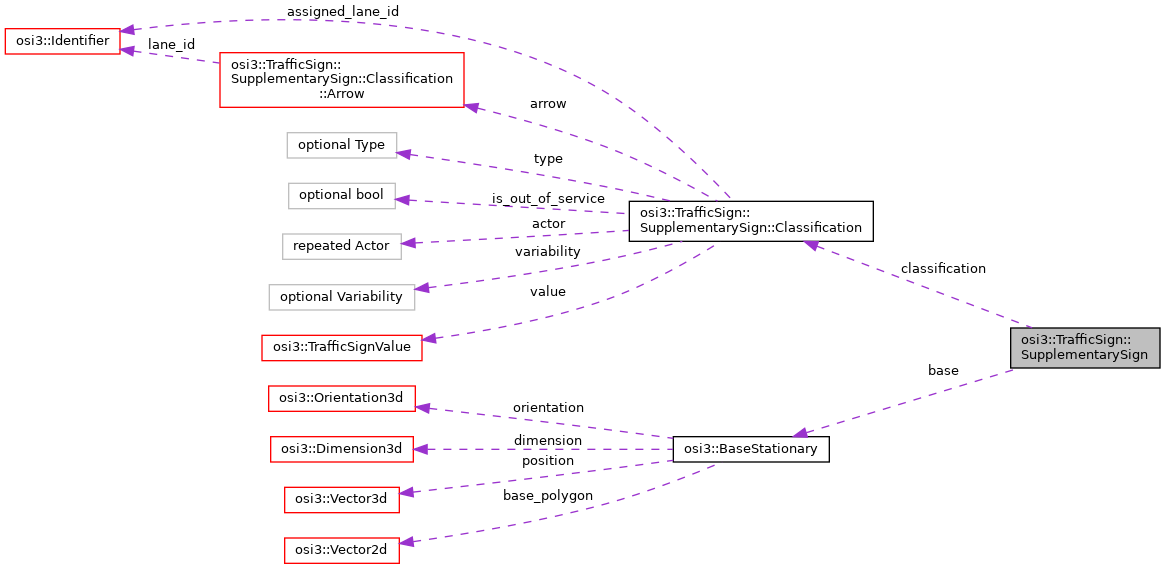 assigned_lane_id
osi3::Identifier
lane_id
osi3::TrafficSign::
SupplementarySign::Classification
::Arrow
arrow
optional Type
type
optional bool
is_out_of_service
osi3::TrafficSign::
SupplementarySign::Classification
actor
repeated Actor
variability
classification
optional Variability
value
osi3::TrafficSignValue
osi3::TrafficSign::
SupplementarySign
base
osi3::Orientation3d
orientation
dimension
osi3::Dimension3d
osi3::BaseStationary
position
osi3::Vector3d
base_polygon
osi3::Vector2d